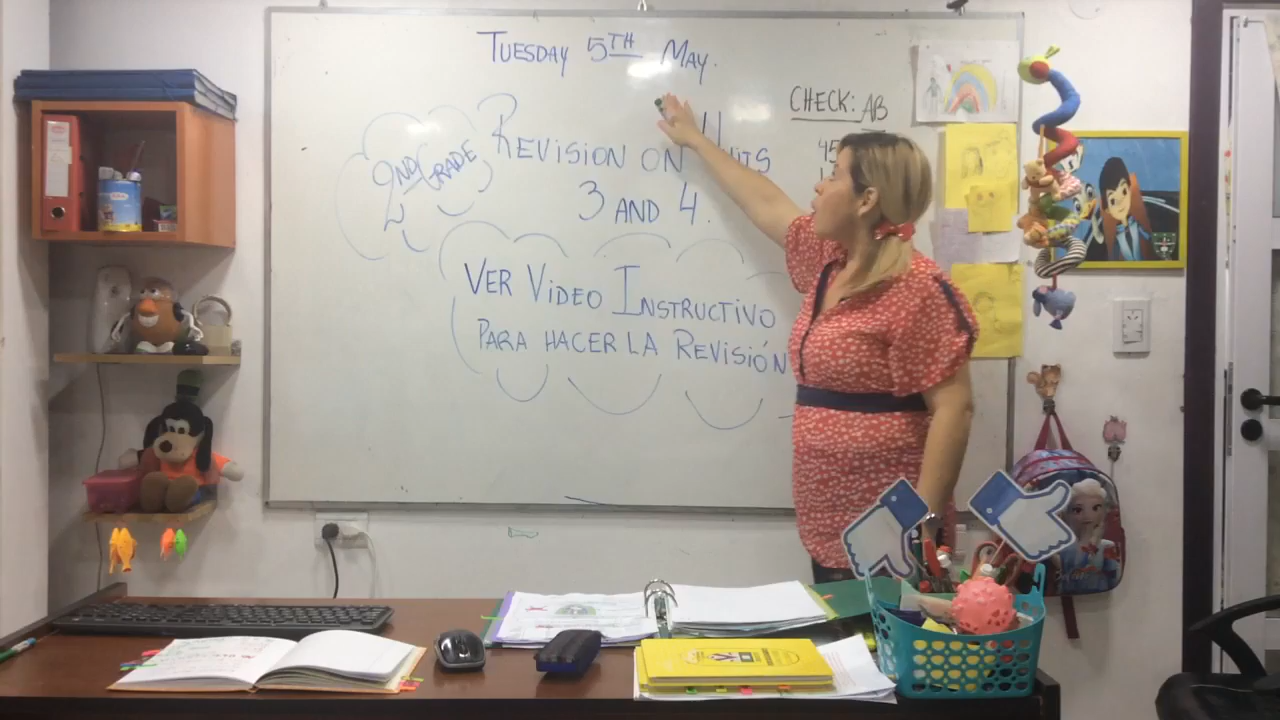 TUESDAY 5TH MAY.
CHECK: AB
45
2ND GRADE
REVISION ON UNITS
3 AND 4.
VER VIDEO INSTRUCTIVO
PARA HACER LA REVISIÓN